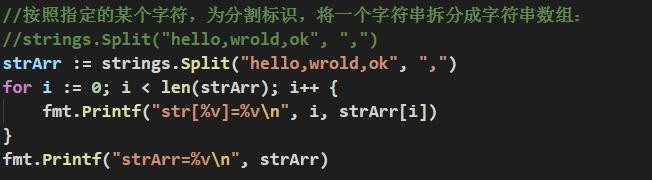 //按照指定的某个字符，为分割标识，将一个字符串拆分成字符串数组：
//strings.Split("hello,wrold,ok", ",")
strArr := strings.Split("hello,wrold,ok", ",")
for i := 0; i < len(strArr); i++ {
    fmt.Printf("str[%v]=%v\n", i, strArr[i])
}
fmt.Printf("strArr=%v\n", strArr)